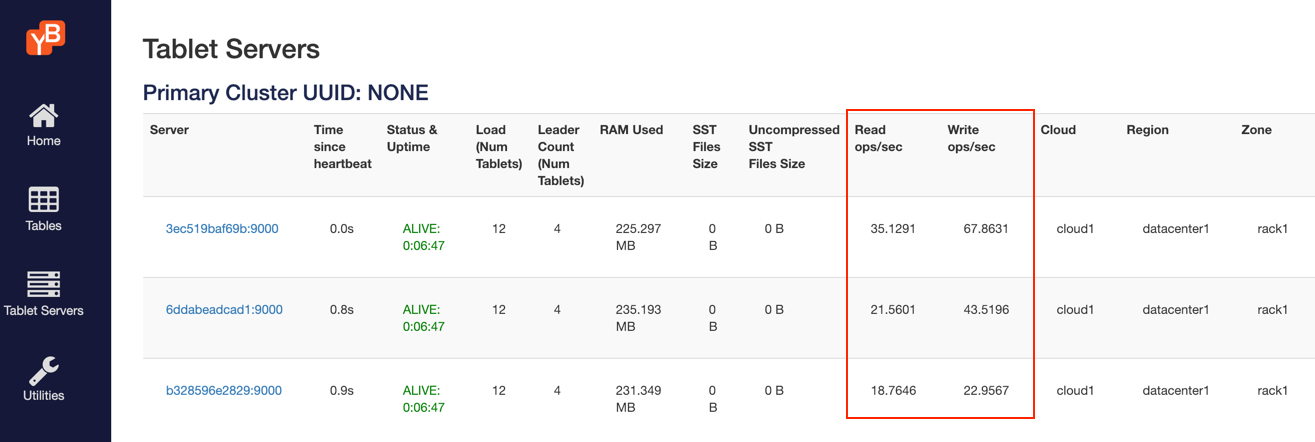 YB
Home
Tables
Tablet Servers
Utilities
Tablet Servers
Primary Cluster UUID: NONE
Server
Time
since
heartbeat
Status &
Uptime
Load
(Num
Tablets)
Leader
Count
(Num
Tablets)
RAM Used
SST
Files
Size
Uncompressed
SST
Files Size
Read
ops/sec
Write
ops/sec
Cloud
Region
Zone
3ec519baf69b:9000
0.0s
ALIVE:
0:06:47
12
4
225.297
MB
0
B
0 B
35.1291
67.8631
cloud1
datacenter1
rack1
6ddabeadcad1:9000
0.8s
ALIVE:
0:06:47
12
4
235.193
MB
0
B
0 B
21.5601
43.5196
cloud1
datacenter1
rack1
b328596e2829:9000
0.9s
ALIVE:
0:06:47
12
4
231.349
MB
0
B
0 B
18.7646
22.9567
cloud1
datacenter1
rack1